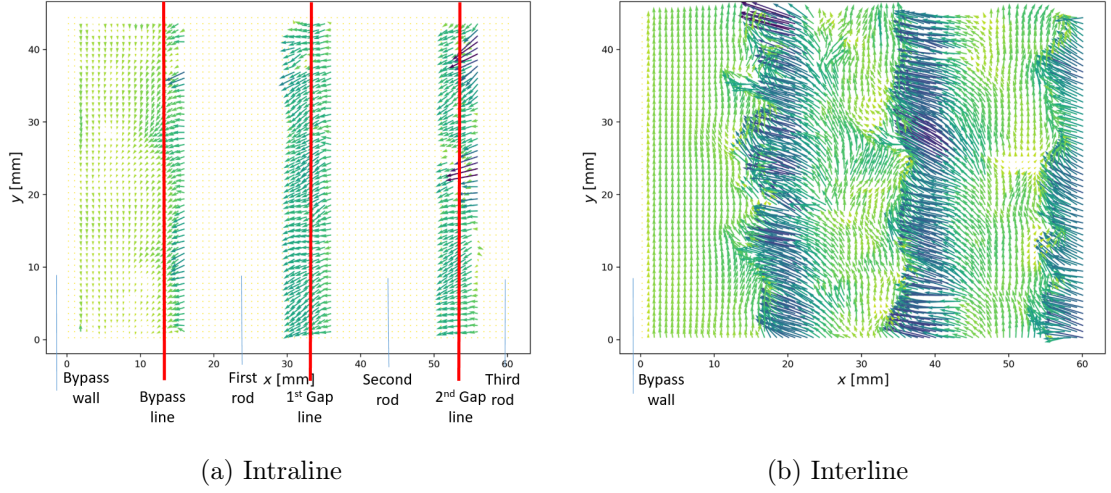 40
30
20
10
0
y [mm]
0 10 20 30 40 50 60
x [mm]
Bypass
wall
Bypass
line
First
rod
1st Gap
line
Second
rod
2nd Gap
line
Third
rod
(a) Intraline
40
30
20
10
0
y [mm]
0 10 20 30 40 50 60
x [mm]
Bypass
wall
(b) Interline